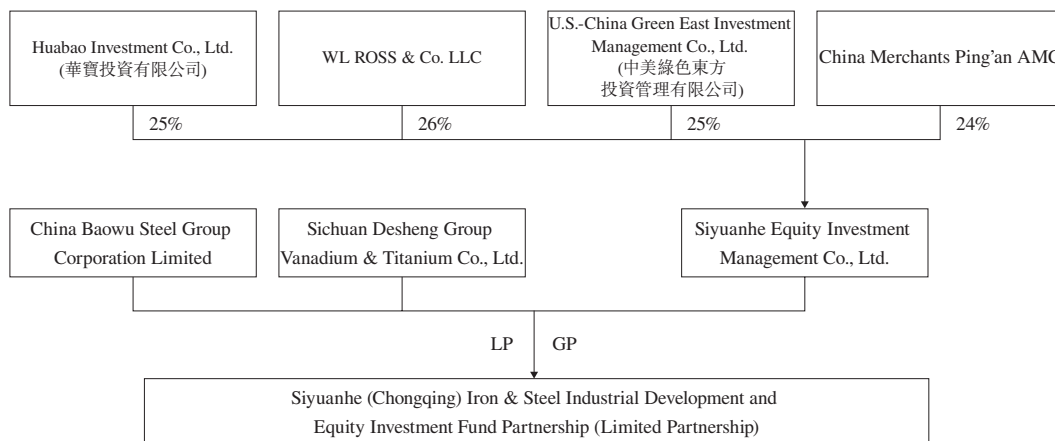 Huabao Investment Co., Ltd.
(華寶投資有限公司)
WL ROSS & Co. LLC
U.S.-China Green East Investment
Management Co., Ltd.
(中美綠色東方
投資管理有限公司)
China Merchants Ping'an AMC
25%
26%
25%
24%
China Baowu Steel Group
Corporation Limited
Sichuan Desheng Group
Vanadium & Titanium Co., Ltd.
Siyuanhe Equity Investment
Management Co., Ltd.
LP
GP
Siyuanhe (Chongqing) Iron & Steel Industrial Development and
Equity Investment Fund Partnership (Limited Partnership)